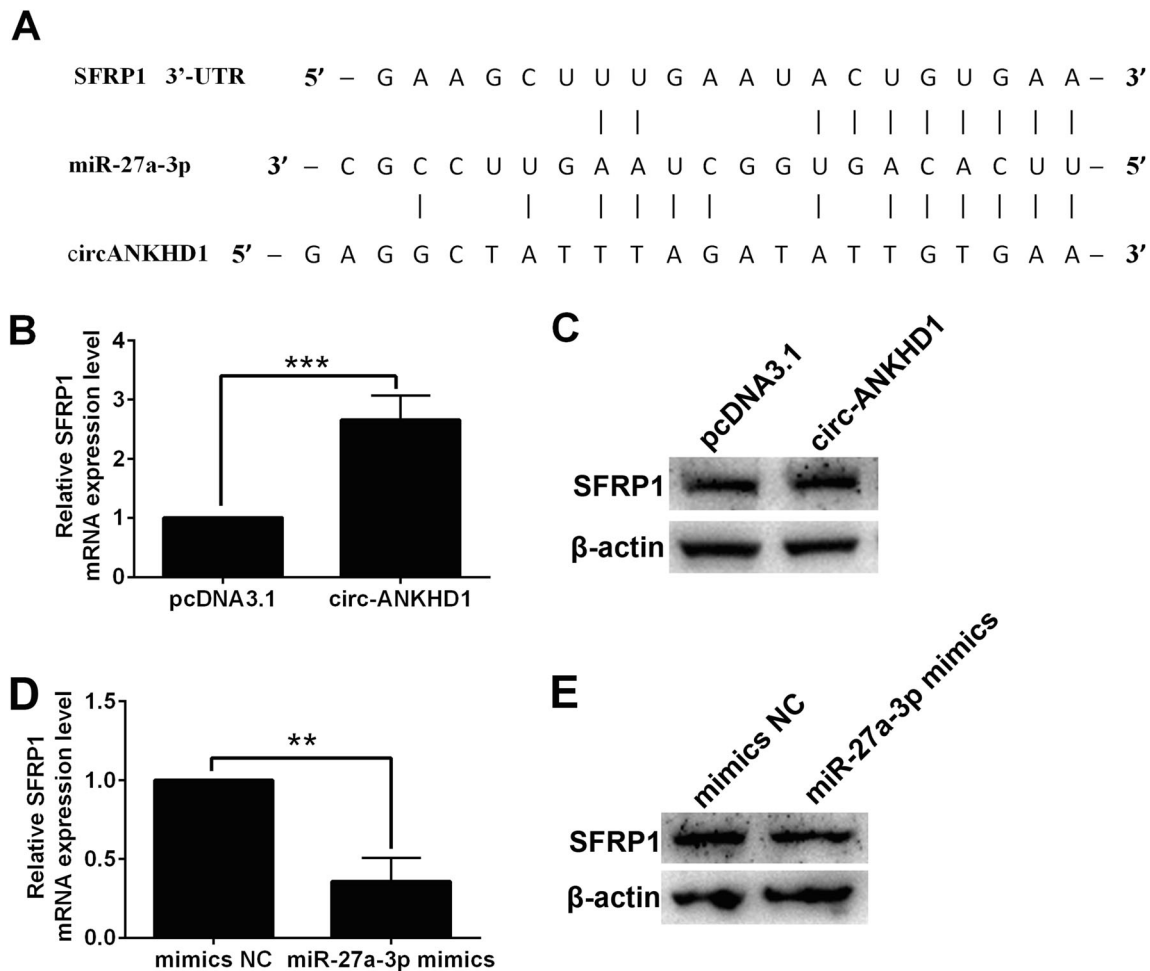 A
SFRP1 3'-UTR 5' – G A A G C U U U G A A U A C U G U G A A – 3'
| | | | | | | | | |
miR-27a-3p 3' – C G C C U U G A A U C G G U G A C A C U U – 5'
| | | | | | | | | | | | |
circANKHD1 5' – G A G G C T A T T T A G A T A T T G T G A A – 3'
B
Relative SFRP1
mRNA expression level
4
3
2
1
0
***
pcDNA3.1 circ-ANKHD1
C
pcDNA3.1 circ-ANKHD1
SFRP1
β-actin
D
Relative SFRP1
mRNA expression level
1.5
1.0
0.5
0.0
**
mimics NC miR-27a-3p mimics
E
mimics NC miR-27a-3p mimics
SFRP1
β-actin